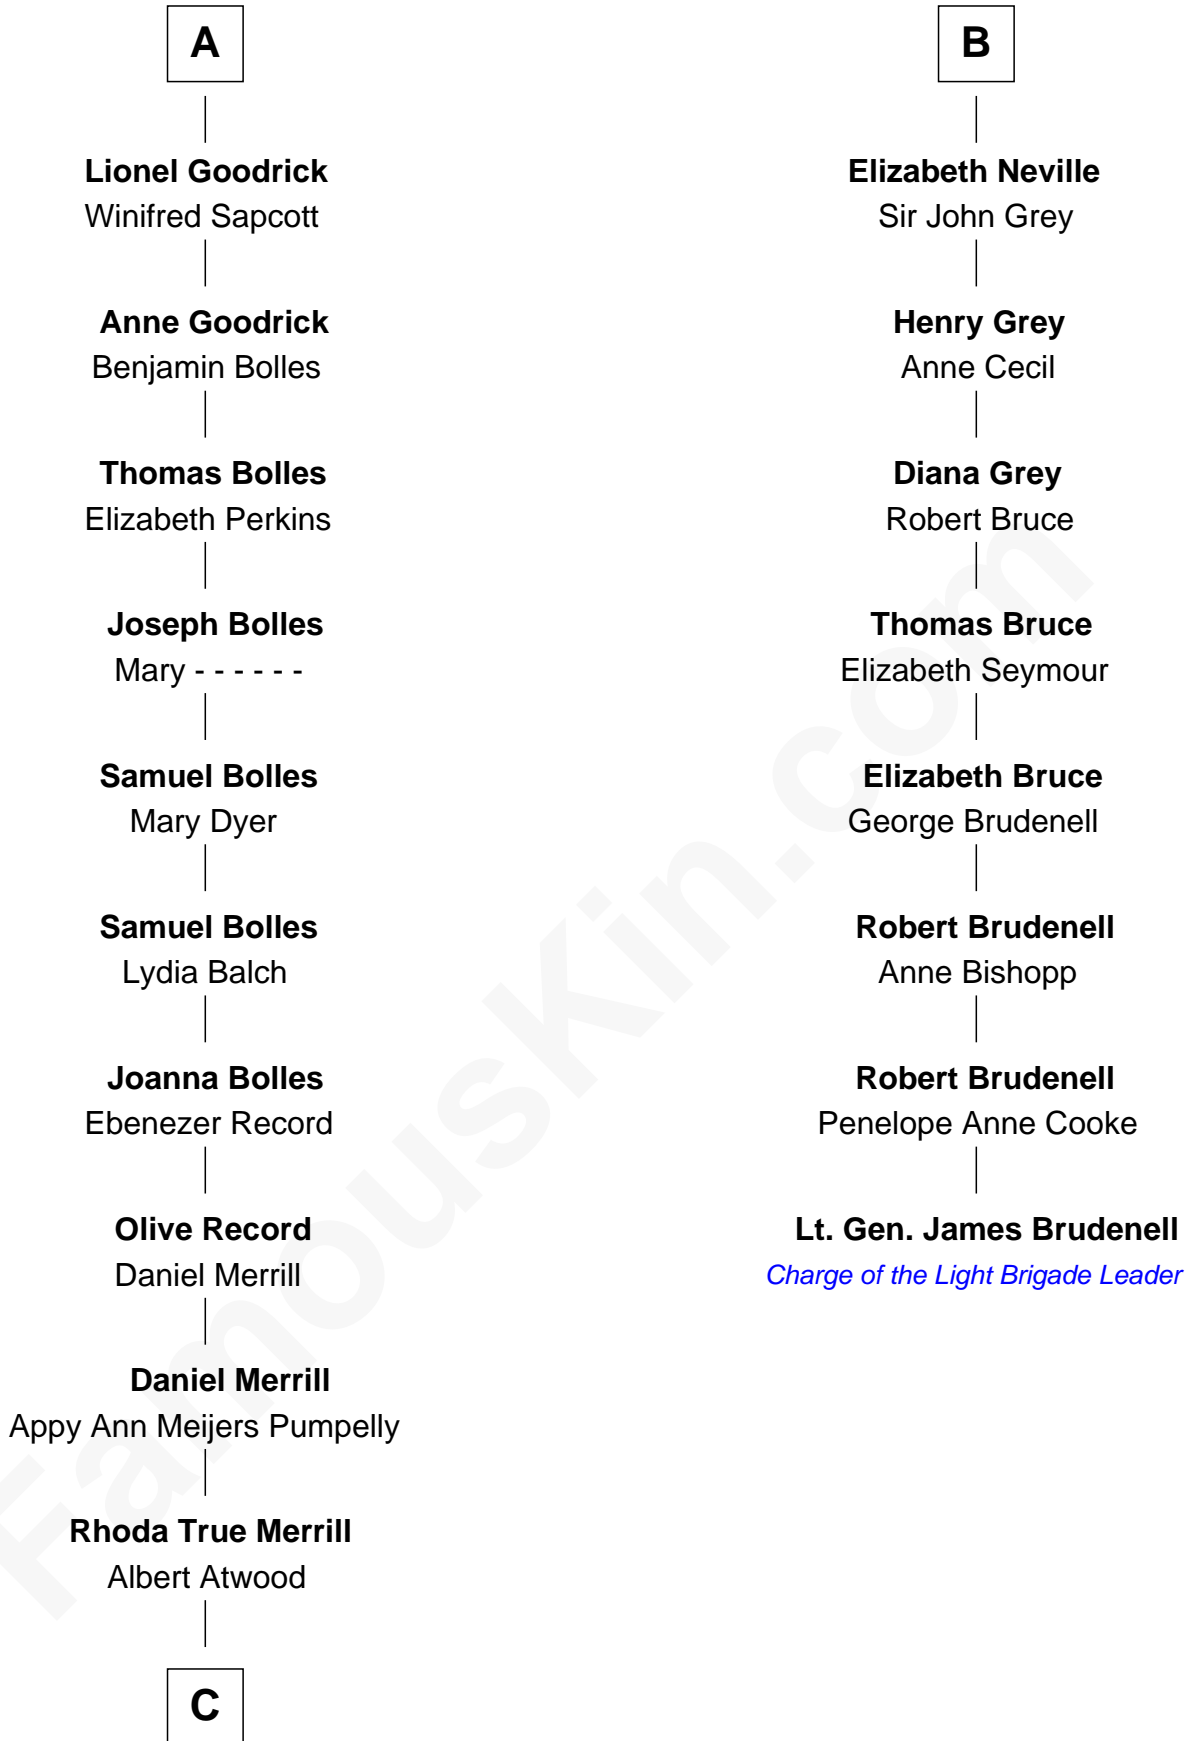 A
Lionel Goodrick
Winifred Sapcott
Anne Goodrick
Benjamin Bolles
Thomas Bolles
Elizabeth Perkins
Joseph Bolles
Mary - - - - - -
Samuel Bolles
Mary Dyer
Samuel Bolles
Lydia Balch
Joanna Bolles
Ebenezer Record
Olive Record
Daniel Merrill
Daniel Merrill
Appy Ann Meijers Pumpelly
Rhoda True Merrill
Albert Atwood
C
B
Elizabeth Neville
Sir John Grey
Henry Grey
Anne Cecil
Diana Grey
Robert Bruce
Thomas Bruce
Elizabeth Seymour
Elizabeth Bruce
George Brudenell
Robert Brudenell
Anne Bishopp
Robert Brudenell
Penelope Anne Cooke
Lt. Gen. James Brudenell
Charge of the Light Brigade Leader
FamousKin.com